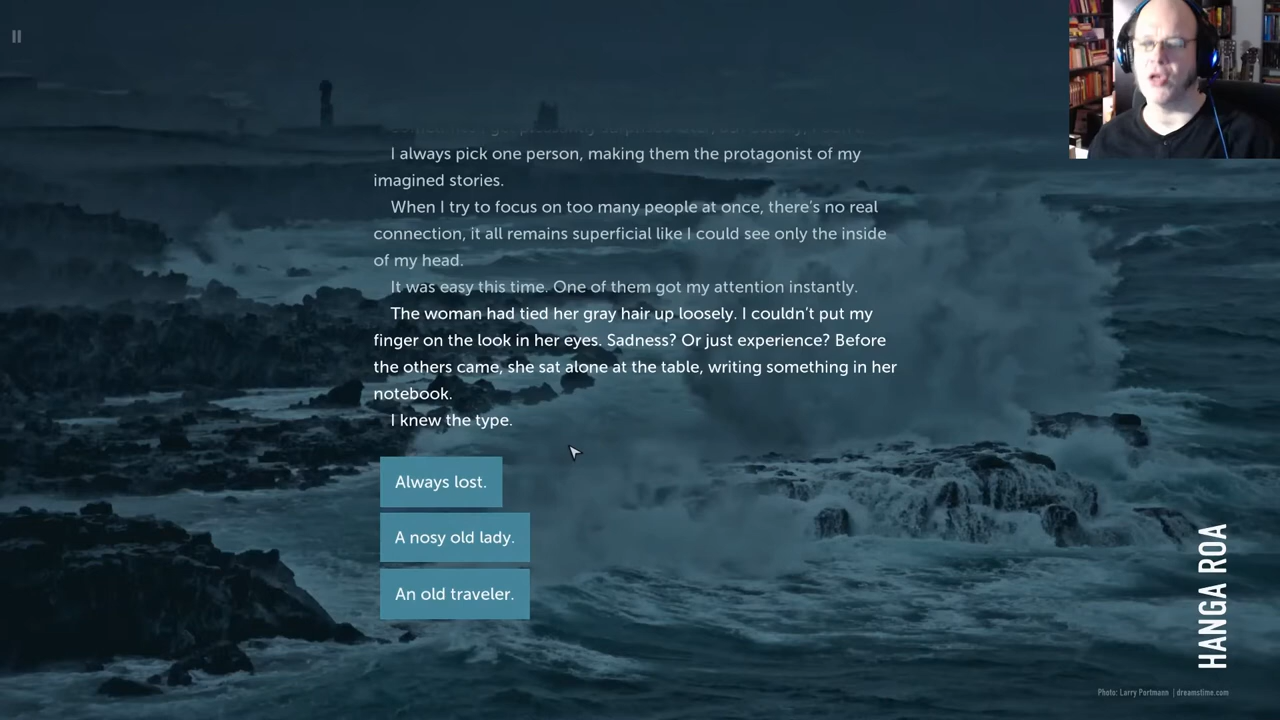 I always pick one person, making them the protagonist of my
imagined stories.
When I try to focus on too many people at once, there's no real
connection, it all remains superficial like I could see only the inside
of my head.
It was easy this time. One of them got my attention instantly.
The woman had tied her gray hair up loosely. I couldn't put my
finger on the look in her eyes. Sadness? Or just experience? Before
the others came, she sat alone at the table, writing something in her
notebook.
I knew the type.
Always lost.
A nosy old lady.
An old traveler.
HANGA ROA
Photo: Larry Portmann | dreamstime.com